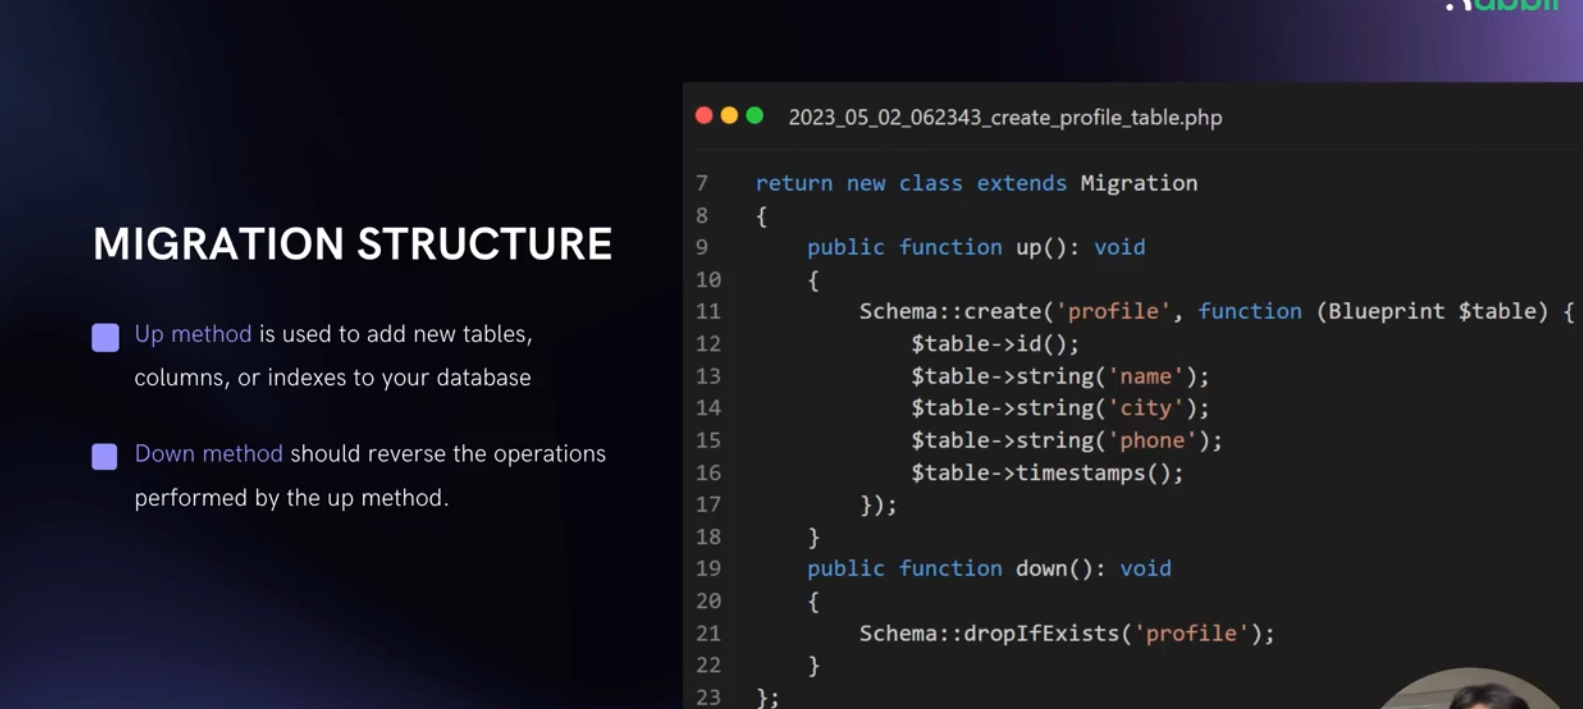 MIGRATION STRUCTURE
Up method is used to add new tables,
columns, or indexes to your database
Down method should reverse the operations
performed by the up method.
2023_05_02_062343_create_profile_table.php
7 return new class extends Migration
8 {
9 public function up(): void
10 {
11 Schema::create('profile', function (Blueprint $table) {
12 $table->id();
13 $table->string('name');
14 $table->string('city');
15 $table->string('phone');
16 $table->timestamps();
17 });
18 }
19 public function down(): void
20 {
21 Schema::dropIfExists('profile');
22 }
23 };